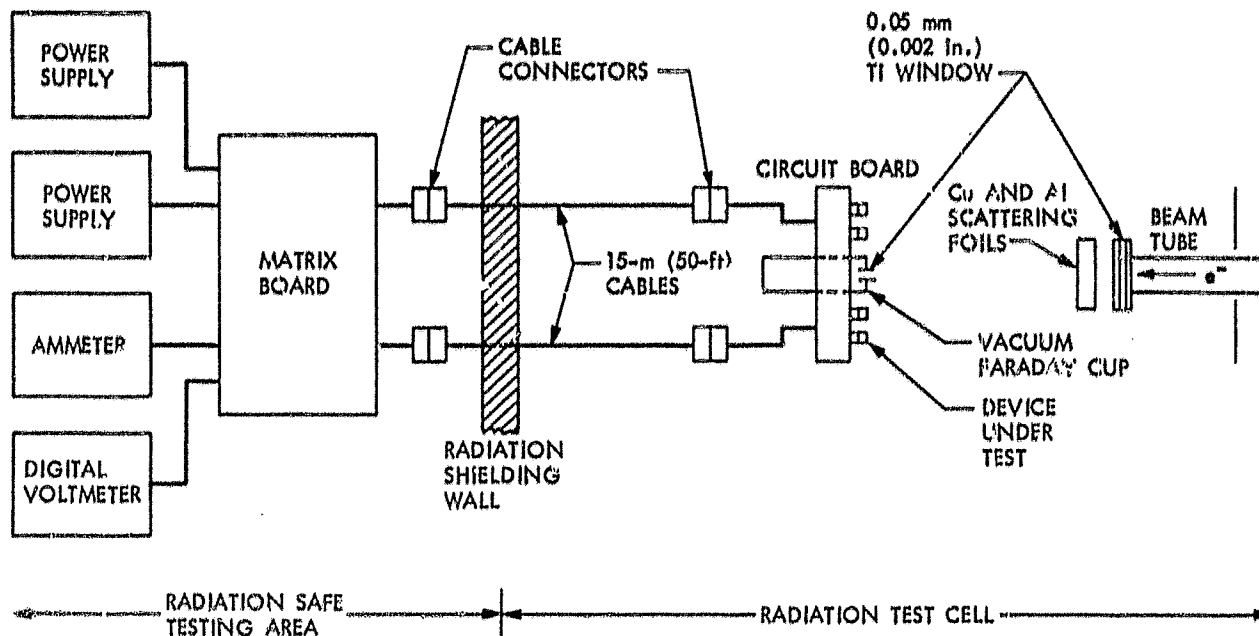 POWER
SUPPLY
POWER
SUPPLY
AMMETER
DIGITAL
VOLTMETER
MATRIX
BOARD
CABLE
CONNECTORS
RADIATION
SHIELDING
WALL
15-m (50-ft)
CABLES
CIRCUIT BOARD
0.05 mm
(0.002 in.)
TI WINDOW
Cu AND Al
SCATTERING
FOILS
BEAM
TUBE
e⁻
VACUUM
FARADAY CUP
DEVICE
UNDER
TEST
RADIATION SAFE
TESTING AREA
RADIATION TEST CELL